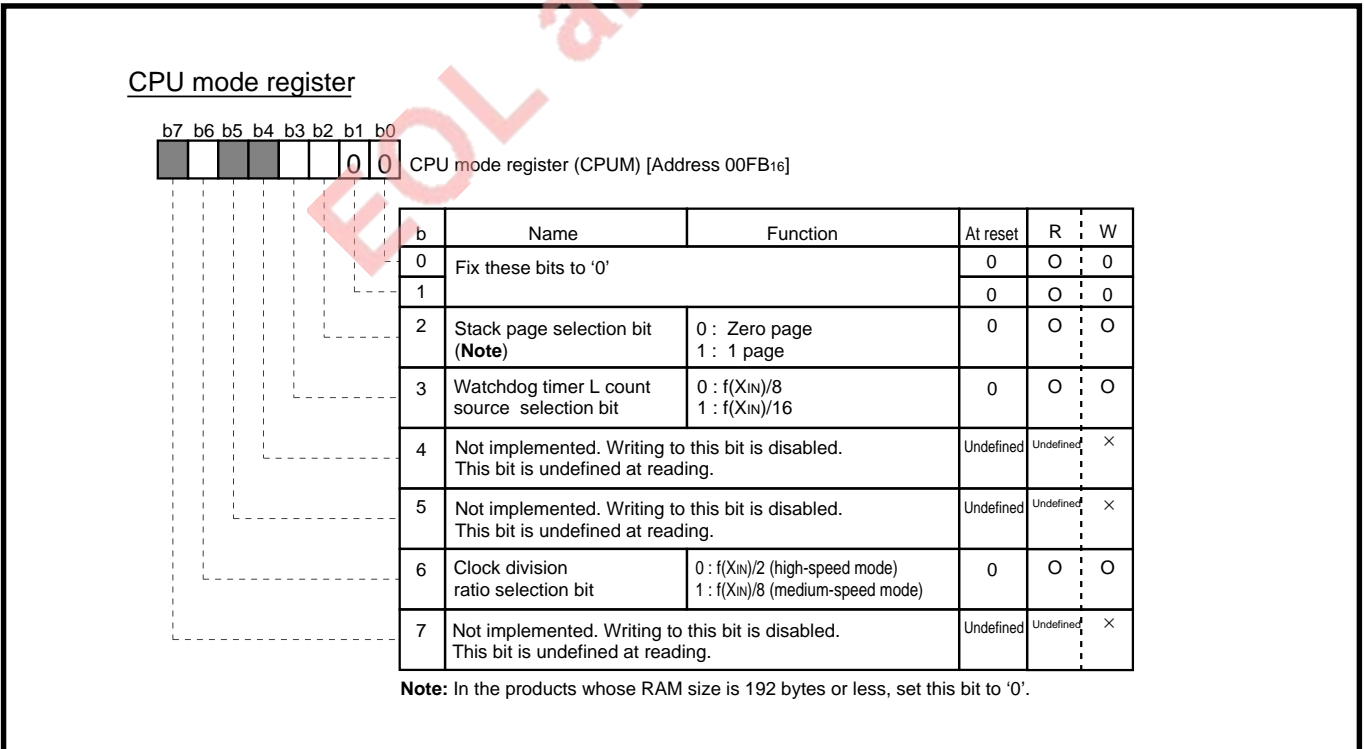 EOL a
CPU mode register
b7 b6 b5 b4 b3 b2 b1 b0
0 0 CPU mode register (CPUM) [Address 00FB16]
b Name Function At reset R W
0 Fix these bits to ‘0’ 0 O 0
1 0 O 0
2 Stack page selection bit 0 : Zero page 0 O O
(Note) 1 : 1 page
3 Watchdog timer L count 0 : f(XIN)/8 0 O O
source selection bit 1 : f(XIN)/16
4 Not implemented. Writing to this bit is disabled. Undefined Undefined ×
This bit is undefined at reading.
5 Not implemented. Writing to this bit is disabled. Undefined Undefined ×
This bit is undefined at reading.
6 Clock division 0 : f(XIN)/2 (high-speed mode) 0 O O
ratio selection bit 1 : f(XIN)/8 (medium-speed mode)
7 Not implemented. Writing to this bit is disabled. Undefined Undefined ×
This bit is undefined at reading.
Note: In the products whose RAM size is 192 bytes or less, set this bit to ‘0’.